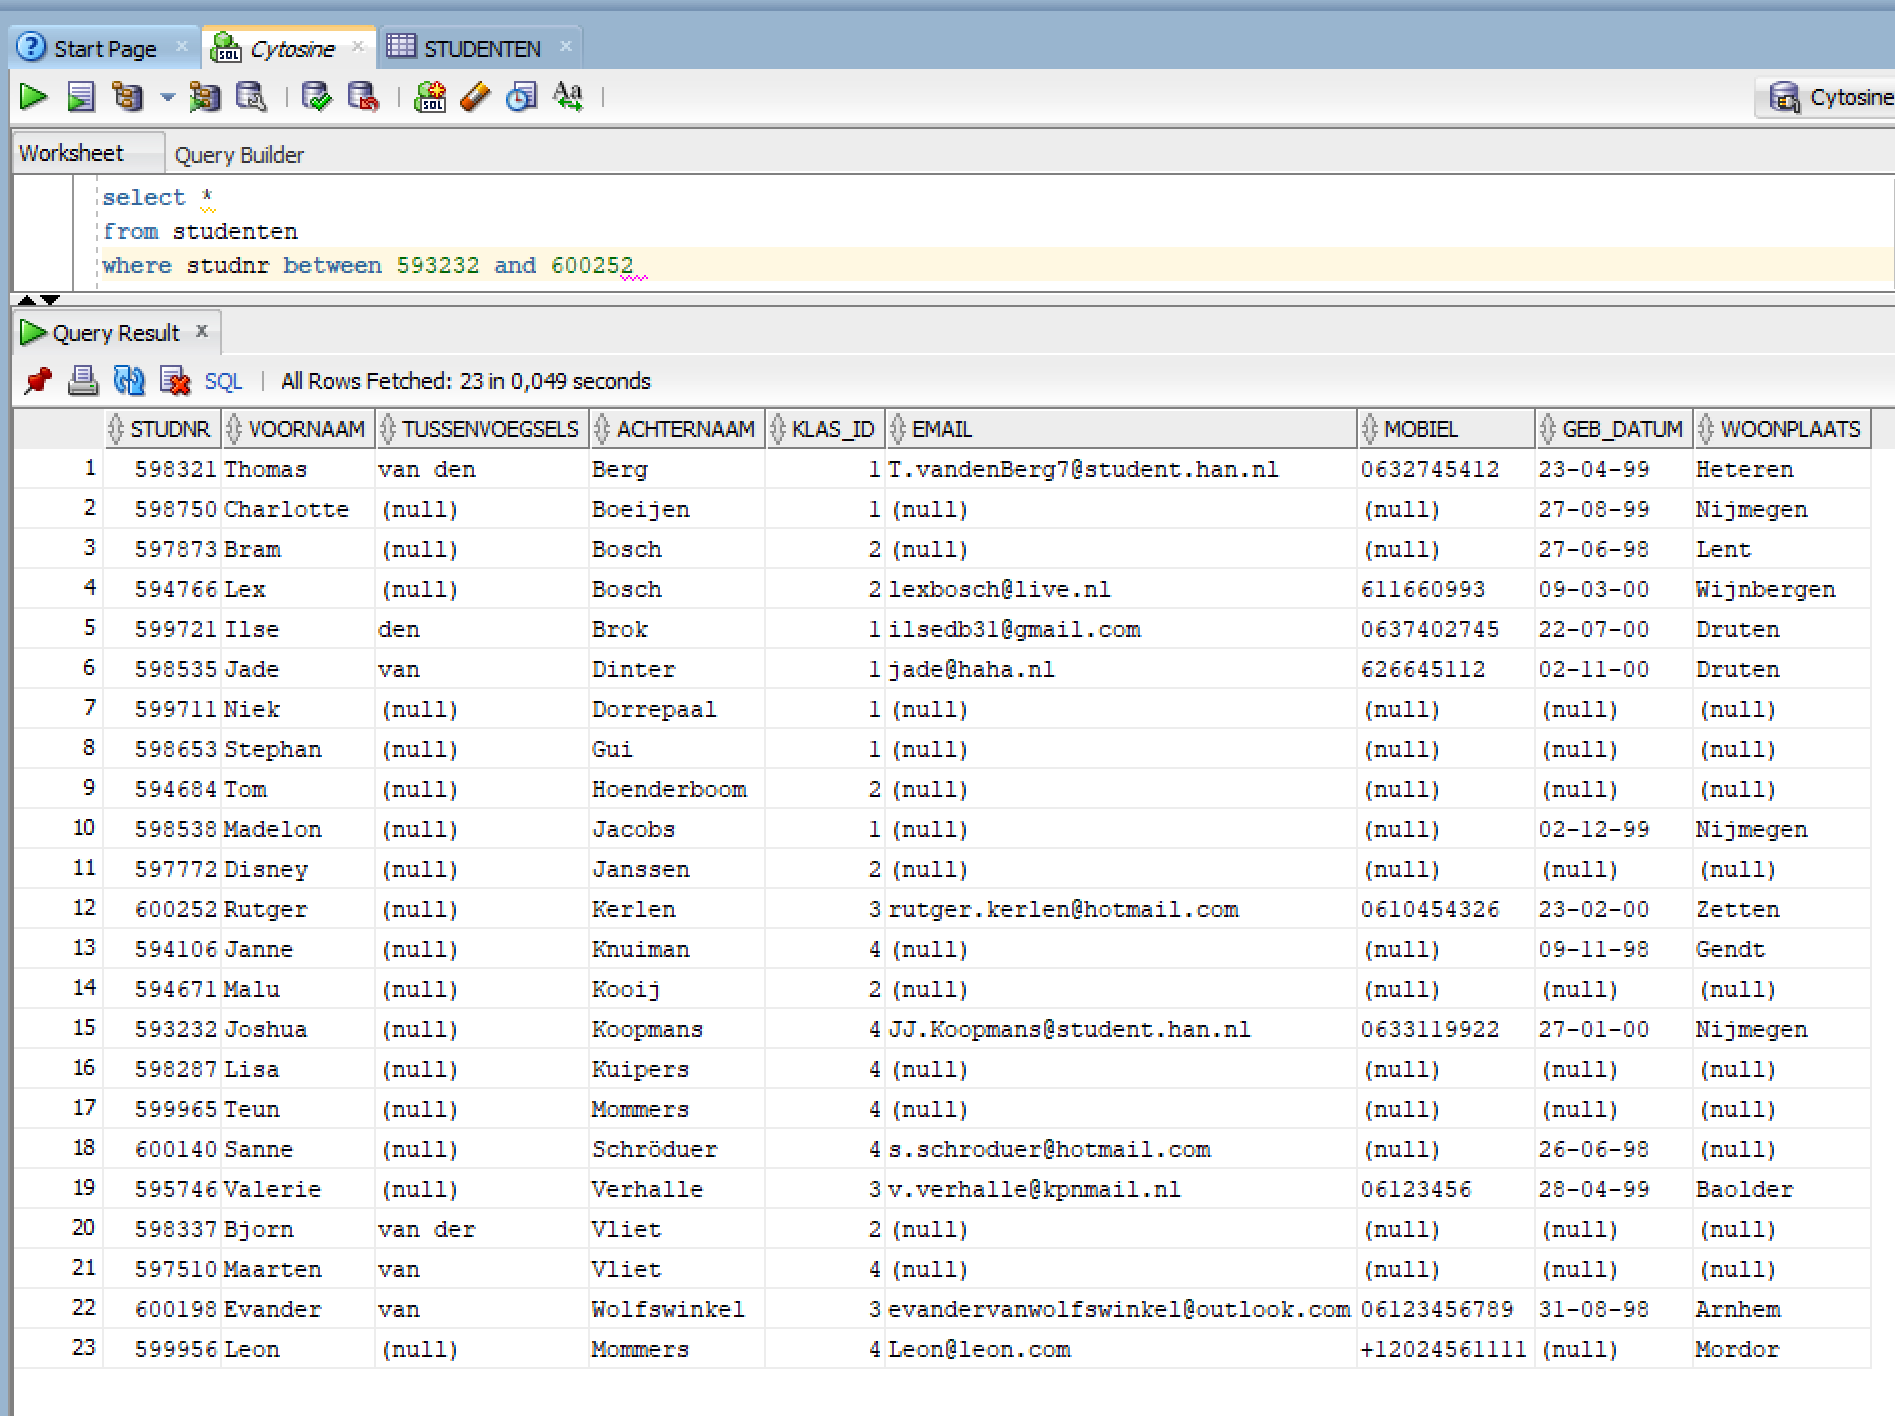 Start Page Cytosine STUDENTEN
Cytosine
Worksheet Query Builder
select *
from studenten
where studnr between 593232 and 600252
Query Result
SQL All Rows Fetched: 23 in 0,049 seconds
STUDNR VOORNAAM TUSSENVOEGSELS ACHTERNAAM KLAS_ID EMAIL MOBIEL GEB_DATUM WOONPLAATS
1 598321 Thomas van den Berg 1 T.vandenBerg7@student.han.nl 0632745412 23-04-99 Heteren
2 598750 Charlotte (null) Boeijen 1 (null) (null) 27-08-99 Nijmegen
3 597873 Bram (null) Bosch 2 (null) (null) 27-06-98 Lent
4 594766 Lex (null) Bosch 2 lexbosch@live.nl 611660993 09-03-00 Wijnbergen
5 599721 Ilse den Brok 1 ilsedb31@gmail.com 0637402745 22-07-00 Druten
6 598535 Jade van Dinter 1 jade@haha.nl 626645112 02-11-00 Druten
7 599711 Niek (null) Dorrepaal 1 (null) (null) (null) (null)
8 598653 Stephan (null) Gui 1 (null) (null) (null) (null)
9 594684 Tom (null) Hoenderboom 2 (null) (null) (null) (null)
10 598538 Madelon (null) Jacobs 1 (null) (null) 02-12-99 Nijmegen
11 597772 Disney (null) Janssen 2 (null) (null) (null) (null)
12 600252 Rutger (null) Kerlen 3 rutger.kerlen@hotmail.com 0610454326 23-02-00 Zetten
13 594106 Janne (null) Knuiman 4 (null) (null) 09-11-98 Gendt
14 594671 Malu (null) Kooij 2 (null) (null) (null) (null)
15 593232 Joshua (null) Koopmans 4 JJ.Koopmans@student.han.nl 0633119922 27-01-00 Nijmegen
16 598287 Lisa (null) Kuipers 4 (null) (null) (null) (null)
17 599965 Teun (null) Mommers 4 (null) (null) (null) (null)
18 600140 Sanne (null) Schröduer 4 s.schroduer@hotmail.com (null) 26-06-98 (null)
19 595746 Valerie (null) Verhalle 3 v.verhalle@kpnmail.nl 06123456 28-04-99 Baolder
20 598337 Bjorn van der Vliet 2 (null) (null) (null) (null)
21 597510 Maarten van Vliet 4 (null) (null) (null) (null)
22 600198 Evander van Wolfswinkel 3 evandervanwolfswinkel@outlook.com 06123456789 31-08-98 Arnhem
23 599956 Leon (null) Mommers 4 Leon@leon.com +12024561111 (null) Mordor